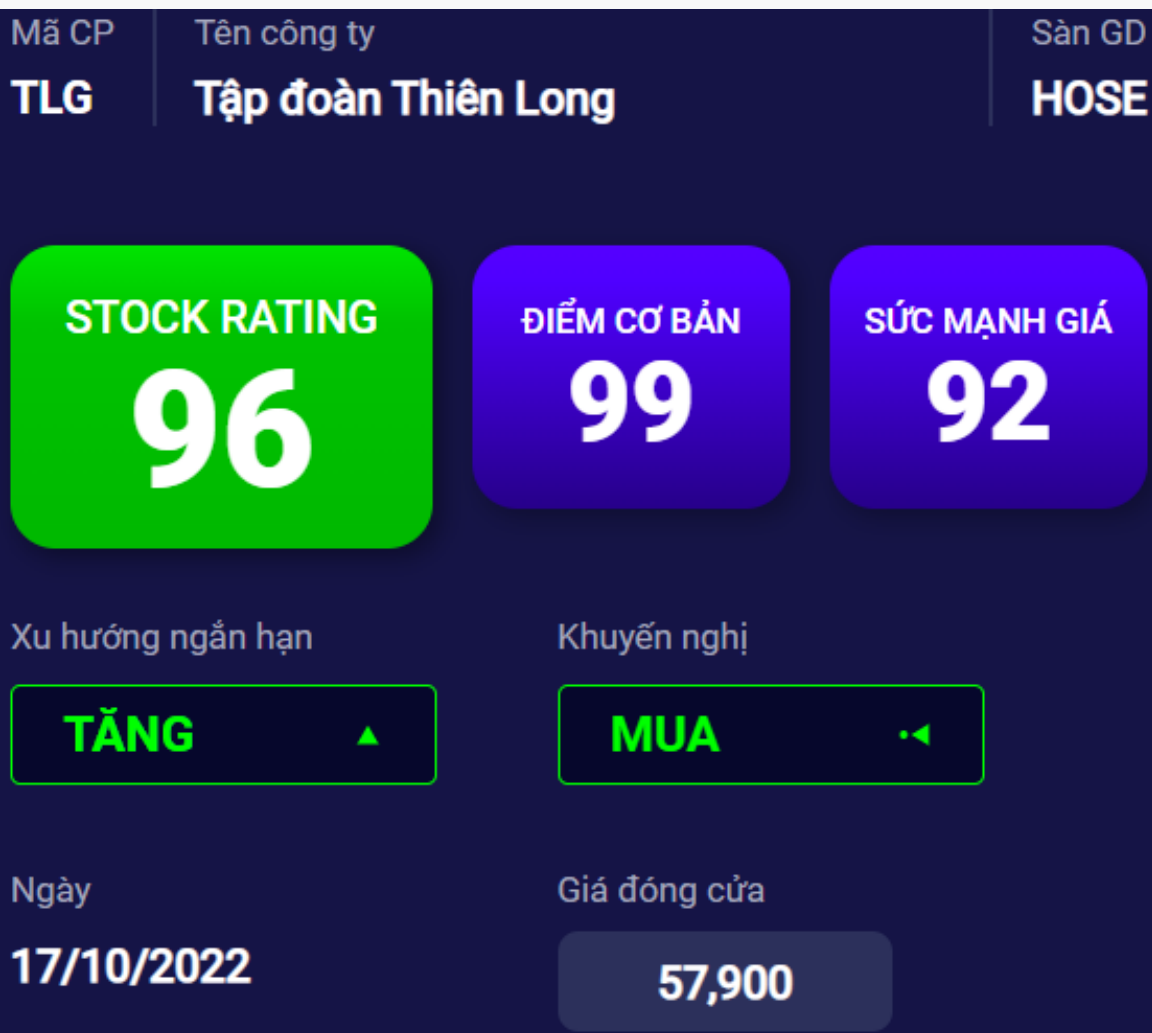 Mã CP
Tên công ty
Sàn GD
TLG
Tập đoàn Thiên Long
HOSE
STOCK RATING
96
ĐIỂM CƠ BẢN
99
SỨC MẠNH GIÁ
92
Xu hướng ngắn hạn
Khuyến nghị
TĂNG
MUA
Ngày
Giá đóng cửa
17/10/2022
57,900